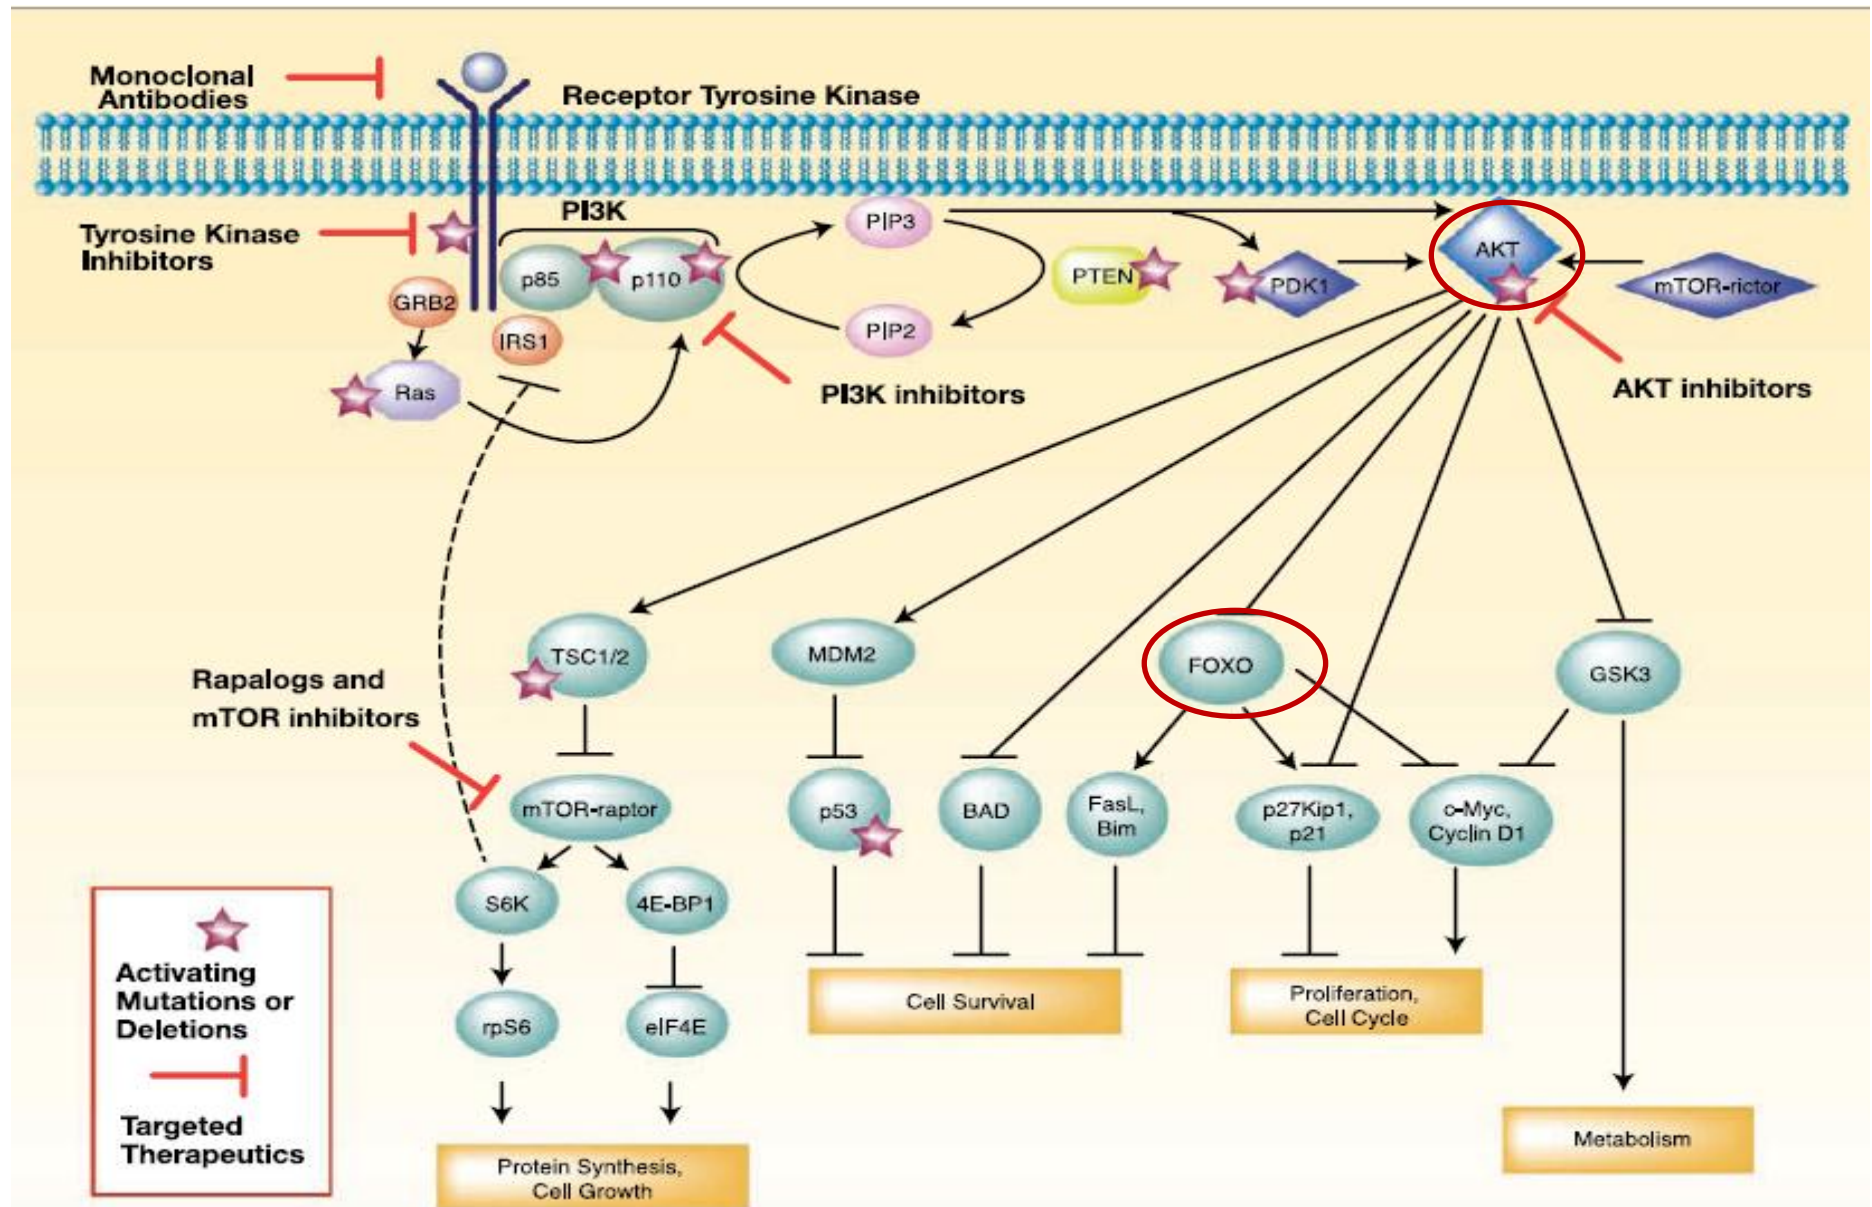 Monoclonal
Antibodies
Receptor Tyrosine Kinase
Tyrosine Kinase
Inhibitors
PI3K
p85
p110
GRB2
IRS1
Ras
PIP3
PIP2
PTEN
PDK1
AKT
mTOR-rictor
PI3K inhibitors
AKT inhibitors
TSC1/2
MDM2
FOXO
GSK3
Rapalogs and
mTOR inhibitors
mTOR-raptor
p53
BAD
FasL,
Bim
p27Kip1,
p21
c-Myc,
Cyclin D1
S6K
4E-BP1
rpS6
eIF4E
Cell Survival
Proliferation,
Cell Cycle
Metabolism
Protein Synthesis,
Cell Growth
Activating
Mutations or
Deletions
Targeted
Therapeutics